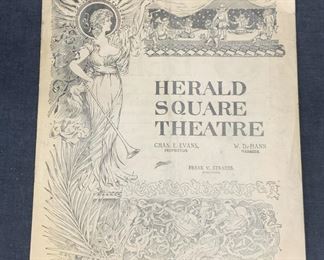 HERALD
SQUARE
THEATRE
CHAS. E. EVANS, W. D. MANN
PROPRIETOR MANAGER
FRANK V. STRAUSS